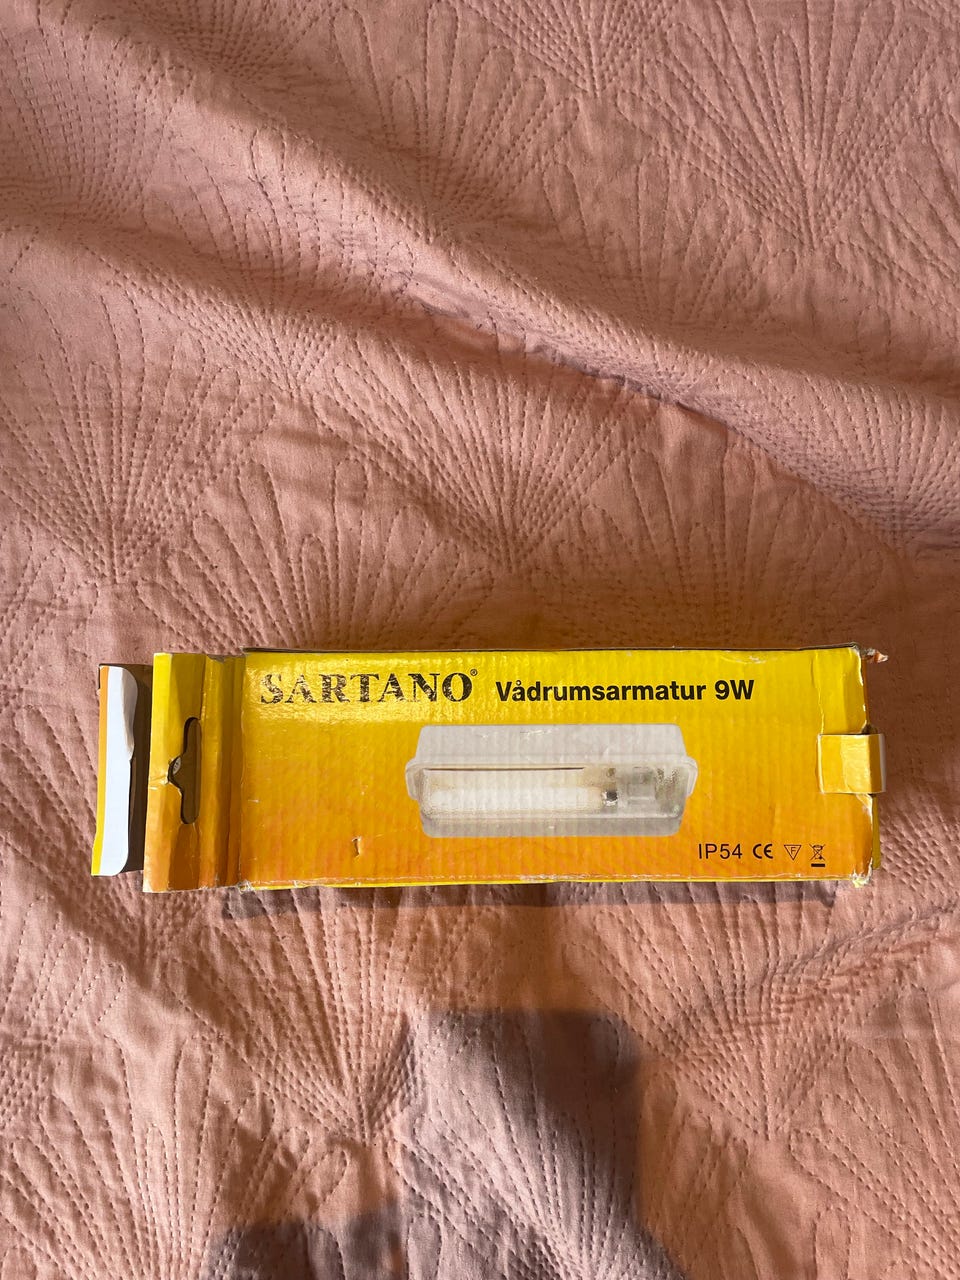 SARTANO® Vådrumsarmatur 9W
IP54 CE F